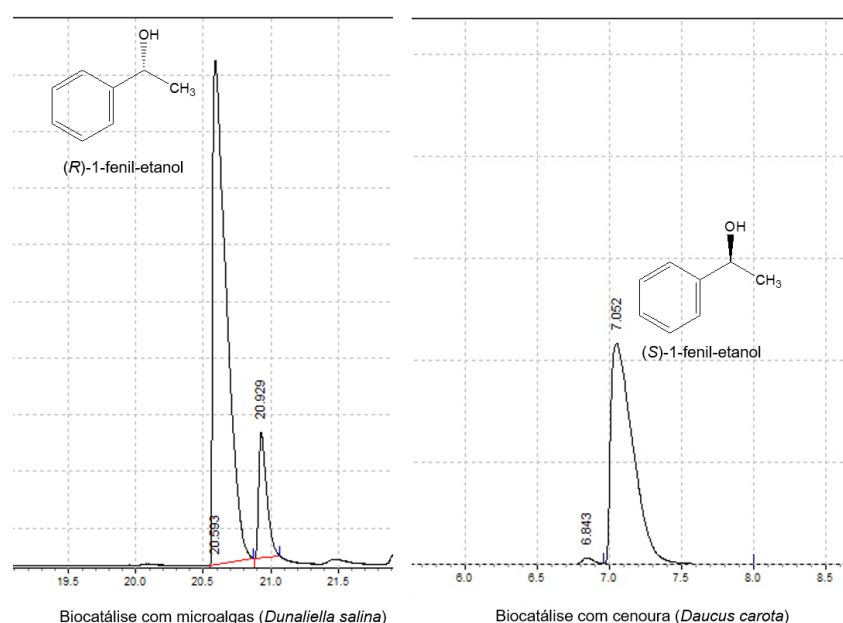 OH
CH3
(R)-1-fenil-etanol
20.593
20.929
19.5 20.0 20.5 21.0 21.5
Biocatálise com microalgas (Dunaliella salina)
OH
CH3
(S)-1-fenil-etanol
6.843
7.052
6.0 6.5 7.0 7.5 8.0 8.5
Biocatálise com cenoura (Daucus carota)